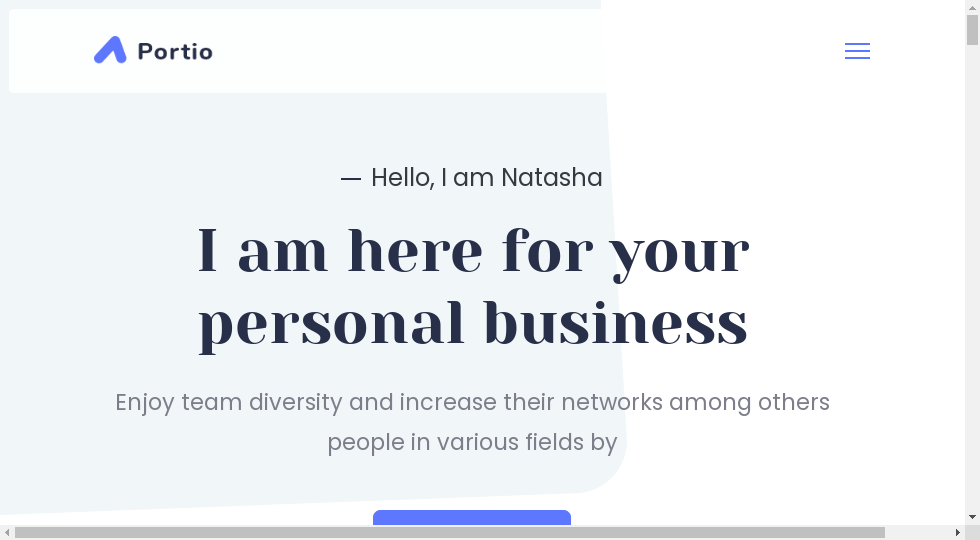 Portio
— Hello, I am Natasha
I am here for your
personal business
Enjoy team diversity and increase their networks among others
people in various fields by